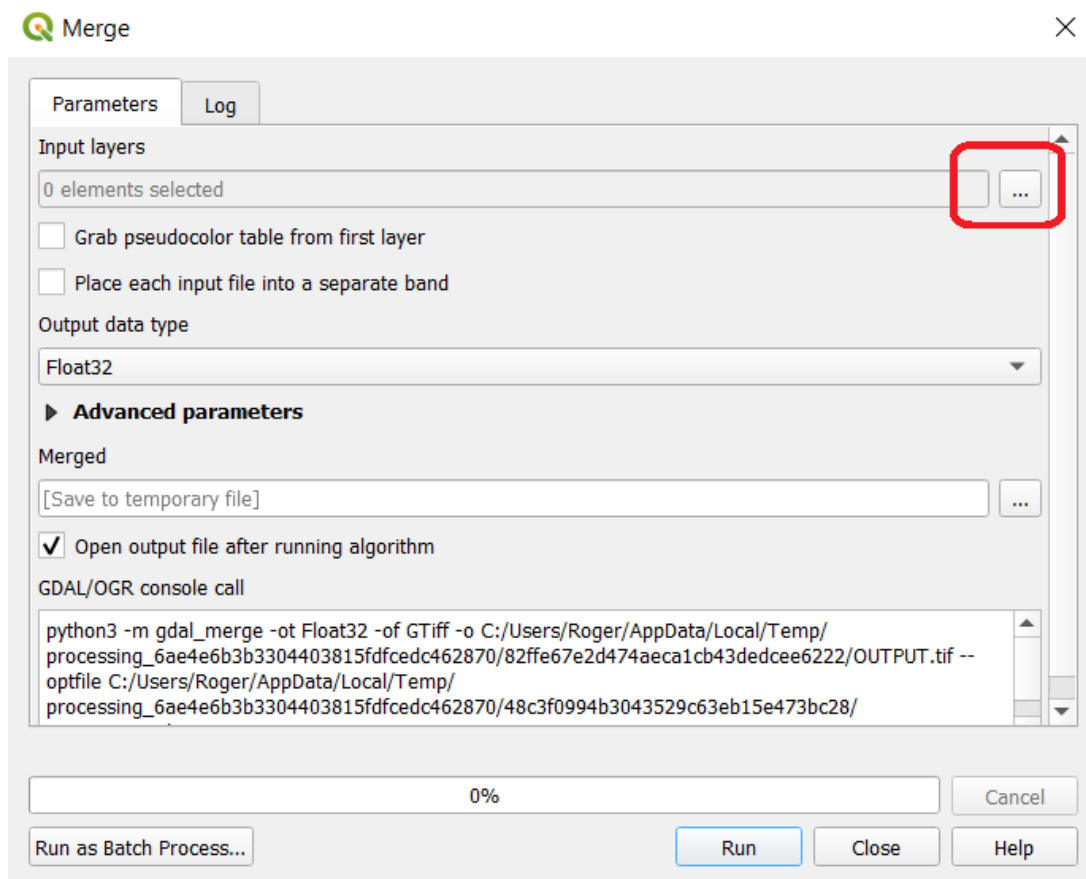 Merge
Parameters
Log
Input layers
0 elements selected
...
Grab pseudocolor table from first layer
Place each input file into a separate band
Output data type
Float32
Advanced parameters
Merged
[Save to temporary file]
...
Open output file after running algorithm
GDAL/OGR console call
python3 -m gdal_merge -ot Float32 -of GTiff -o C:/Users/Roger/AppData/Local/Temp/
processing_6ae4e6b3b3304403815fdfcedc462870/82ffe67e2d474aeca1cb43dedcee6222/OUTPUT.tif --
optfile C:/Users/Roger/AppData/Local/Temp/
processing_6ae4e6b3b3304403815fdfcedc462870/48c3f0994b3043529c63eb15e473bc28/
0%
Cancel
Run as Batch Process...
Run
Close
Help